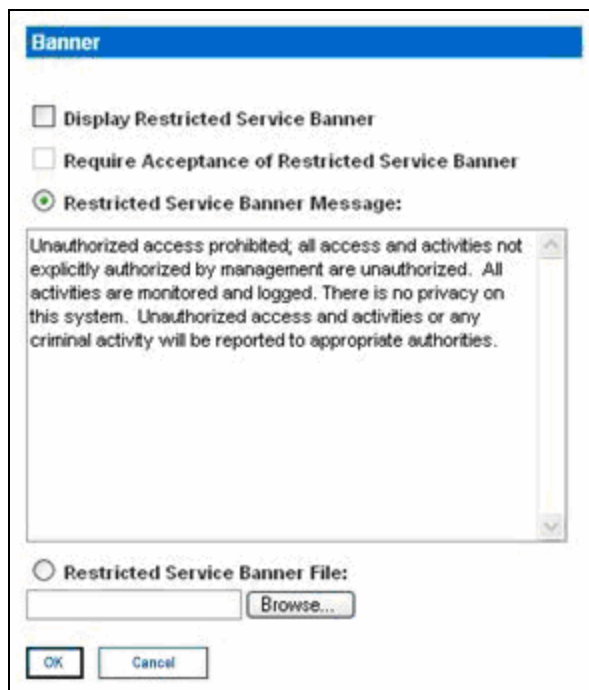 Banner
Display Restricted Service Banner
Require Acceptance of Restricted Service Banner
Restricted Service Banner Message:
Unauthorized access prohibited; all access and activities not
explicitly authorized by management are unauthorized.  All
activities are monitored and logged. There is no privacy on
this system.  Unauthorized access and activities or any
criminal activity will be reported to appropriate authorities.
Restricted Service Banner File:
Browse...
OK Cancel